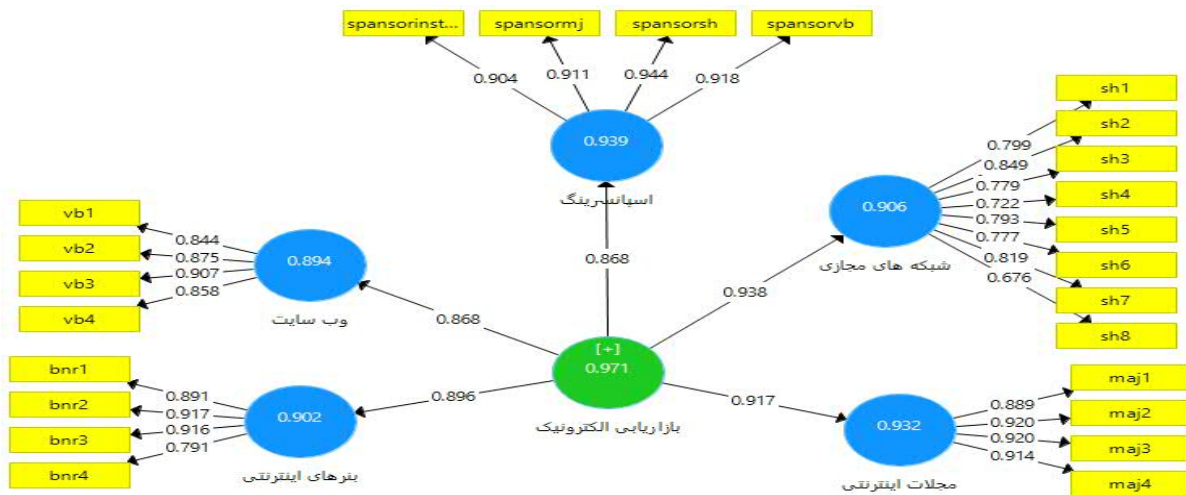 spansorinst...
spansormj
spansorsh
spansorvb
0.904
0.911
0.944
0.918
0.939
اسپانسرینگ
sh1
sh2
sh3
sh4
sh5
sh6
sh7
sh8
0.799
0.849
0.779
0.722
0.793
0.777
0.819
0.676
0.906
شبکه های مجازی
vb1
vb2
vb3
vb4
0.844
0.875
0.907
0.858
0.894
وب سایت
0.868
0.868
0.938
[+]
0.971
بازاریابی الکترونیک
0.896
0.917
bnr1
bnr2
bnr3
bnr4
0.891
0.917
0.916
0.791
0.902
بنرهای اینترنتی
maj1
maj2
maj3
maj4
0.889
0.920
0.920
0.914
0.932
مجلات اینترنتی